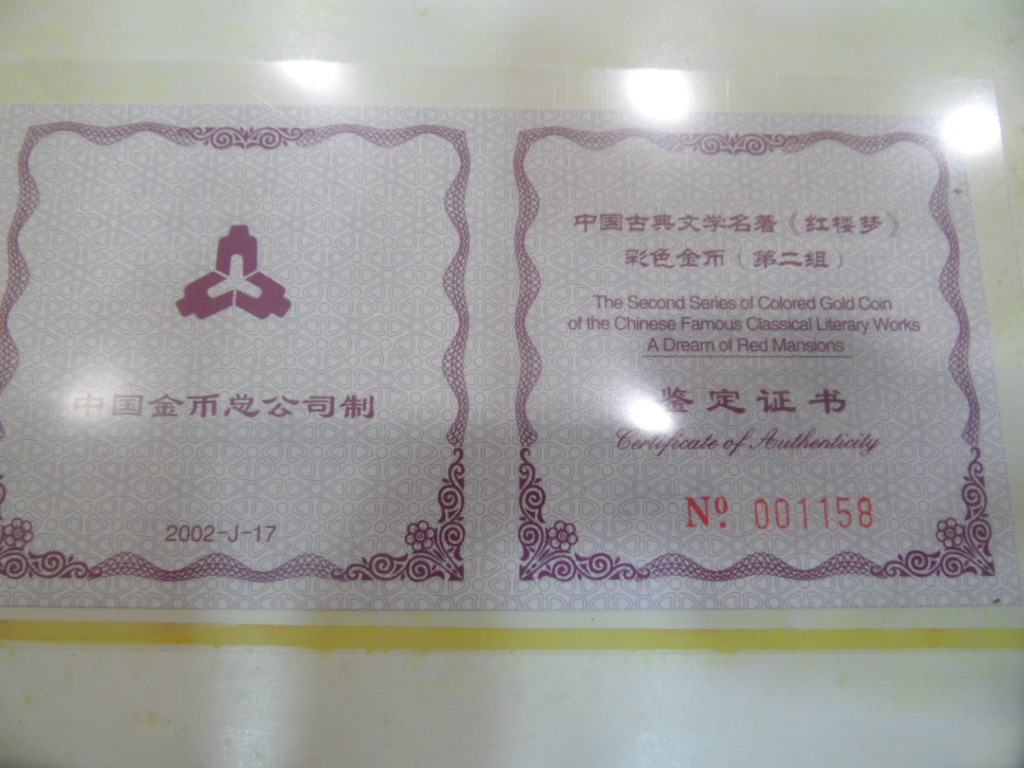 中国金币总公司制
2002-J-17
中国古典文学名著《红楼梦》
彩色金币（第二组）
The Second Series of Colored Gold Coin
of the Chinese Famous Classical Literary Works
A Dream of Red Mansions
鉴定证书
Certificate of Authenticity
Nº. 001158